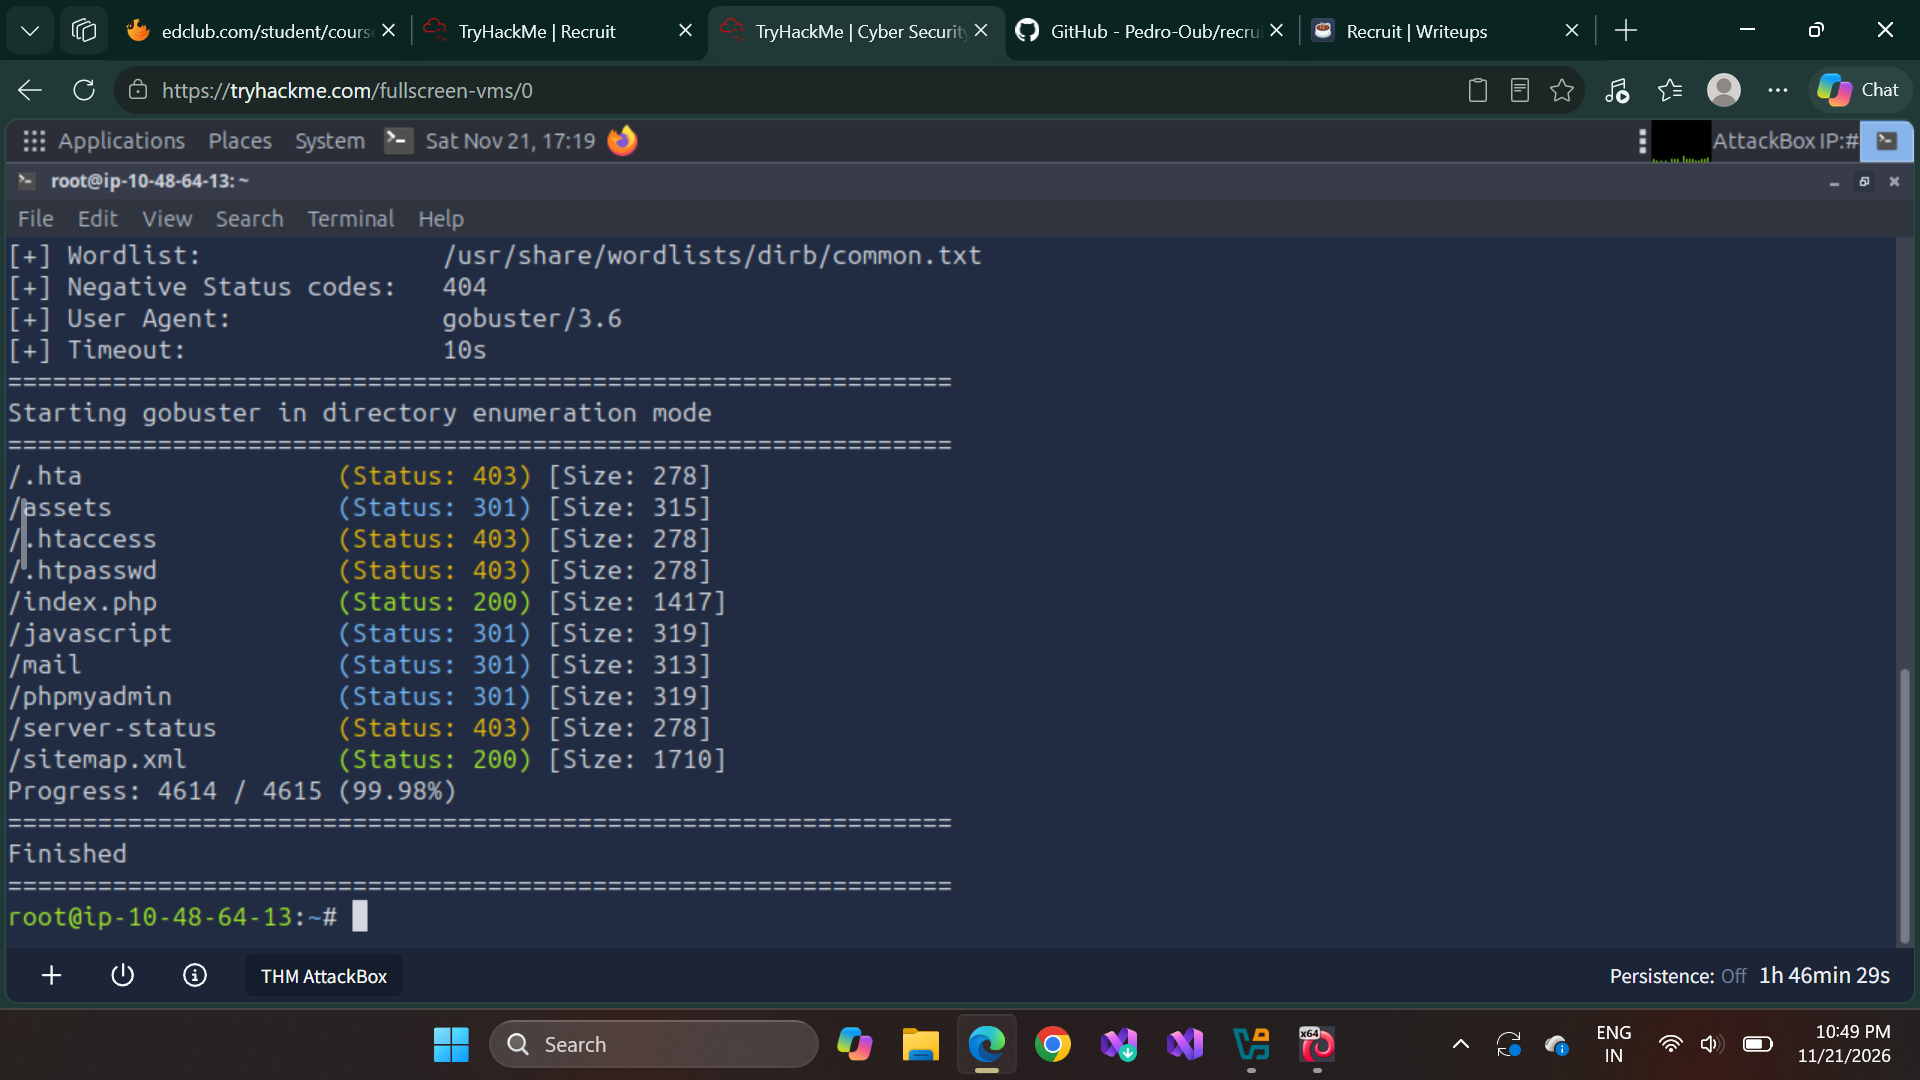 edclub.com/student/course
TryHackMe | Recruit
TryHackMe | Cyber Security
GitHub - Pedro-Oub/recrui
Recruit | Writeups
https://tryhackme.com/fullscreen-vms/0
Chat
Applications Places System Sat Nov 21, 17:19
AttackBox IP:#
root@ip-10-48-64-13: ~
File Edit View Search Terminal Help
[+] Wordlist: /usr/share/wordlists/dirb/common.txt
[+] Negative Status codes: 404
[+] User Agent: gobuster/3.6
[+] Timeout: 10s
===============================================================
Starting gobuster in directory enumeration mode
===============================================================
/.hta (Status: 403) [Size: 278]
/assets (Status: 301) [Size: 315]
/.htaccess (Status: 403) [Size: 278]
/.htpasswd (Status: 403) [Size: 278]
/index.php (Status: 200) [Size: 1417]
/javascript (Status: 301) [Size: 319]
/mail (Status: 301) [Size: 313]
/phpmyadmin (Status: 301) [Size: 319]
/server-status (Status: 403) [Size: 278]
/sitemap.xml (Status: 200) [Size: 1710]
Progress: 4614 / 4615 (99.98%)
===============================================================
Finished
===============================================================
root@ip-10-48-64-13:~#
THM AttackBox
Persistence: Off 1h 46min 29s
Search
x64
ENG
IN
10:49 PM
11/21/2026